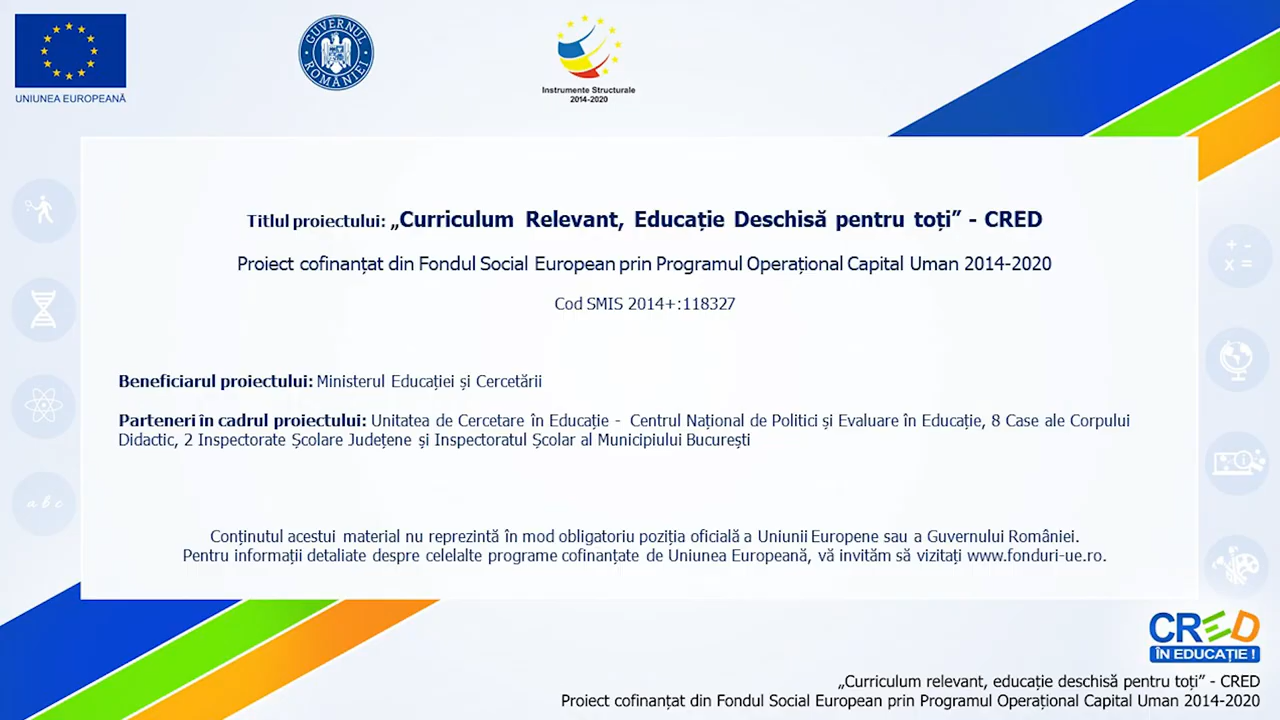 UNIUNEA EUROPEANĂ
GUVERNUL ROMÂNIEI
Instrumente Structurale
2014-2020
Titlul proiectului: „Curriculum Relevant, Educație Deschisă pentru toți” - CRED
Proiect cofinanțat din Fondul Social European prin Programul Operațional Capital Uman 2014-2020
Cod SMIS 2014+:118327
Beneficiarul proiectului: Ministerul Educației și Cercetării
Parteneri în cadrul proiectului: Unitatea de Cercetare în Educație - Centrul Național de Politici și Evaluare în Educație, 8 Case ale Corpului
Didactic, 2 Inspectorate Școlare Județene și Inspectoratul Școlar al Municipiului București
a b c
+ -
x =
Conținutul acestui material nu reprezintă în mod obligatoriu poziția oficială a Uniunii Europene sau a Guvernului României.
Pentru informații detaliate despre celelalte programe cofinanțate de Uniunea Europeană, vă invităm să vizitați www.fonduri-ue.ro.
CRED
ÎN EDUCAȚIE !
„Curriculum relevant, educație deschisă pentru toți” - CRED
Proiect cofinanțat din Fondul Social European prin Programul Operațional Capital Uman 2014-2020